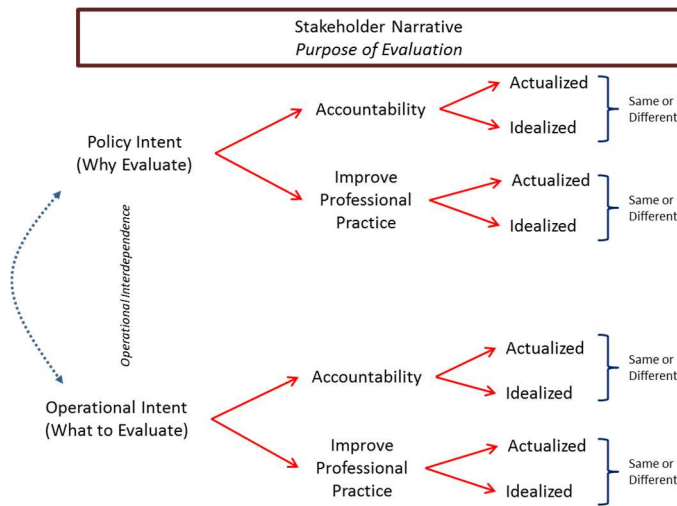 Stakeholder Narrative
Purpose of Evaluation
Policy Intent
(Why Evaluate)
Accountability
Actualized
Idealized
Same or
Different
Improve
Professional
Practice
Actualized
Idealized
Same or
Different
Operational Interdependence
Operational Intent
(What to Evaluate)
Accountability
Actualized
Idealized
Same or
Different
Improve
Professional
Practice
Actualized
Idealized
Same or
Different